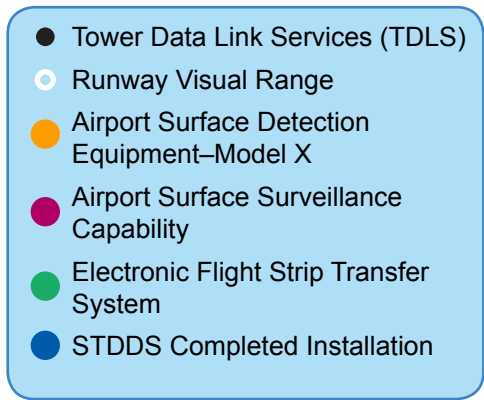 Tower Data Link Services (TDLS)
Runway Visual Range
Airport Surface Detection
Equipment–Model X
Airport Surface Surveillance
Capability
Electronic Flight Strip Transfer
System
STDDS Completed Installation